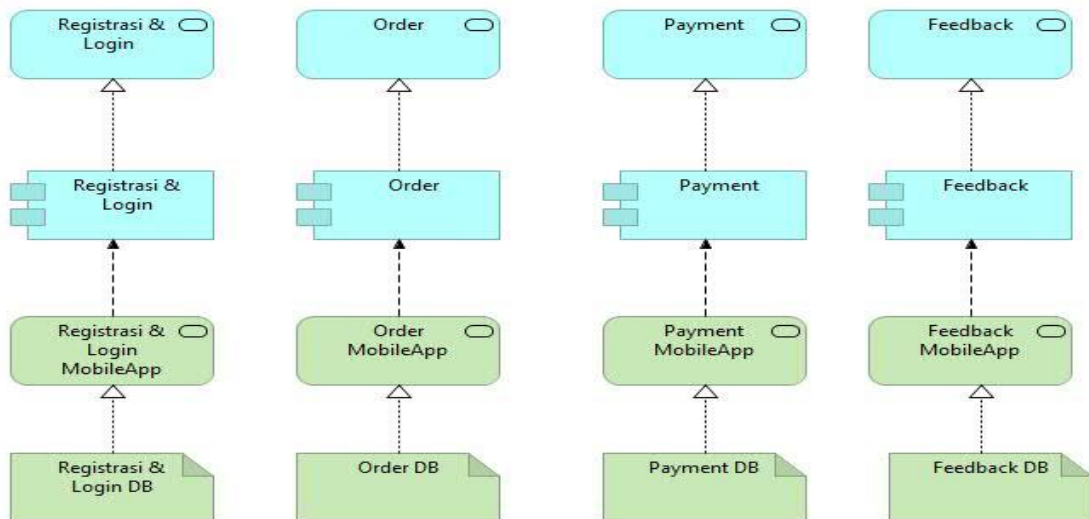 Registrasi &
Login
Order
Payment
Feedback
Registrasi &
Login
Order
Payment
Feedback
Registrasi &
Login
MobileApp
Order
MobileApp
Payment
MobileApp
Feedback
MobileApp
Registrasi &
Login DB
Order DB
Payment DB
Feedback DB